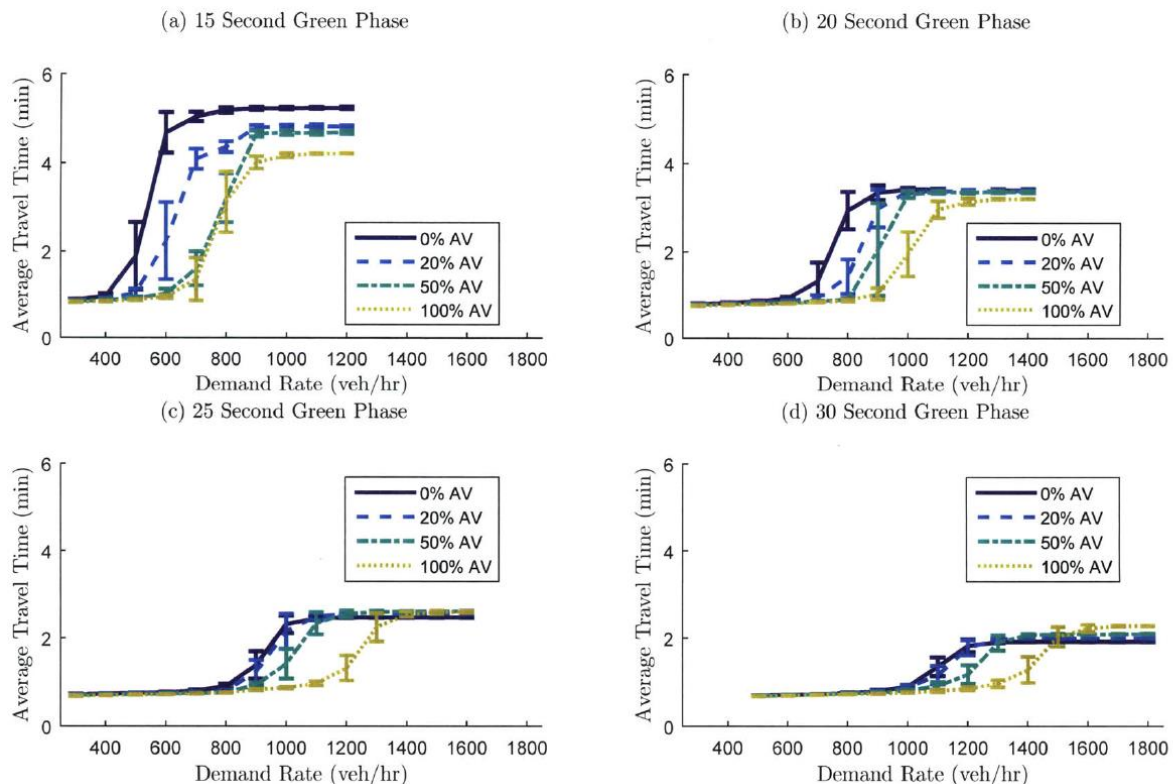 (a) 15 Second Green Phase
Average Travel Time (min)
6
4
2
0
400 600 800 1000 1200 1400 1600 1800
Demand Rate (veh/hr)
0% AV
20% AV
50% AV
100% AV
(b) 20 Second Green Phase
Average Travel Time (min)
6
4
2
0
400 600 800 1000 1200 1400 1600 1800
Demand Rate (veh/hr)
0% AV
20% AV
50% AV
100% AV
(c) 25 Second Green Phase
Average Travel Time (min)
6
4
2
0
400 600 800 1000 1200 1400 1600 1800
Demand Rate (veh/hr)
0% AV
20% AV
50% AV
100% AV
(d) 30 Second Green Phase
Average Travel Time (min)
6
4
2
0
400 600 800 1000 1200 1400 1600 1800
Demand Rate (veh/hr)
0% AV
20% AV
50% AV
100% AV